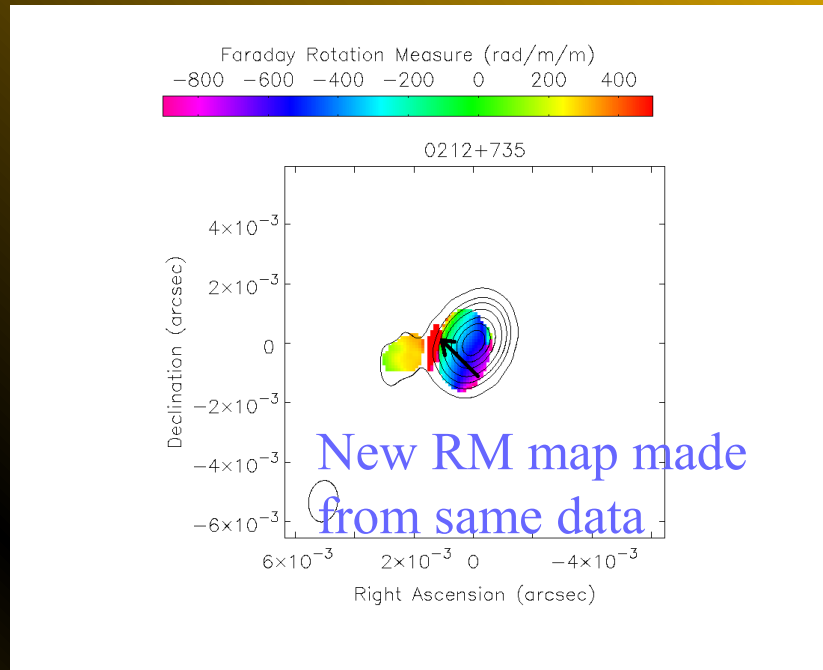 Faraday Rotation Measure (rad/m/m)
−800 −600 −400 −200 0 200 400
0212+735
4×10⁻³
2×10⁻³
0
−2×10⁻³
−4×10⁻³
−6×10⁻³
Declination (arcsec)
New RM map made
from same data
6×10⁻³ 2×10⁻³ 0 −4×10⁻³
Right Ascension (arcsec)